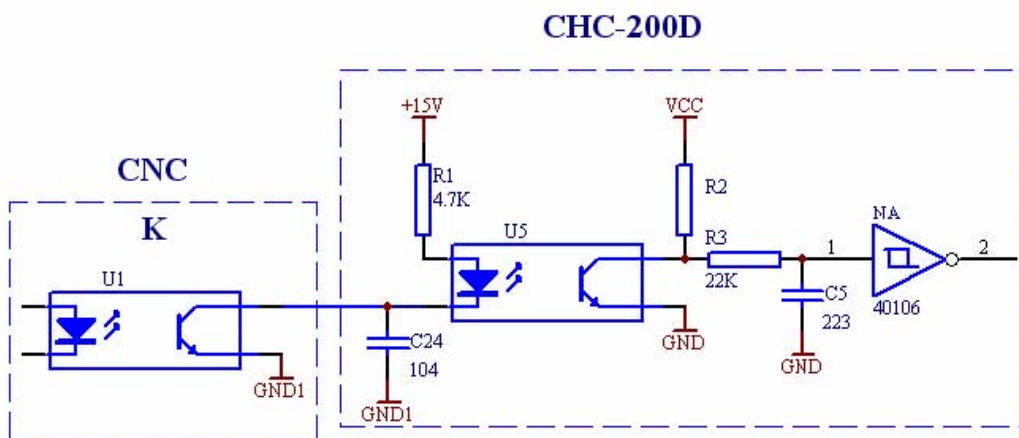 CHC-200D
+15V
VCC
CNC
R1
4.7K
R2
K
U5
R3
NA
1
2
U1
22K
C5
223
40106
C24
104
GND
GND
GND1
GND1